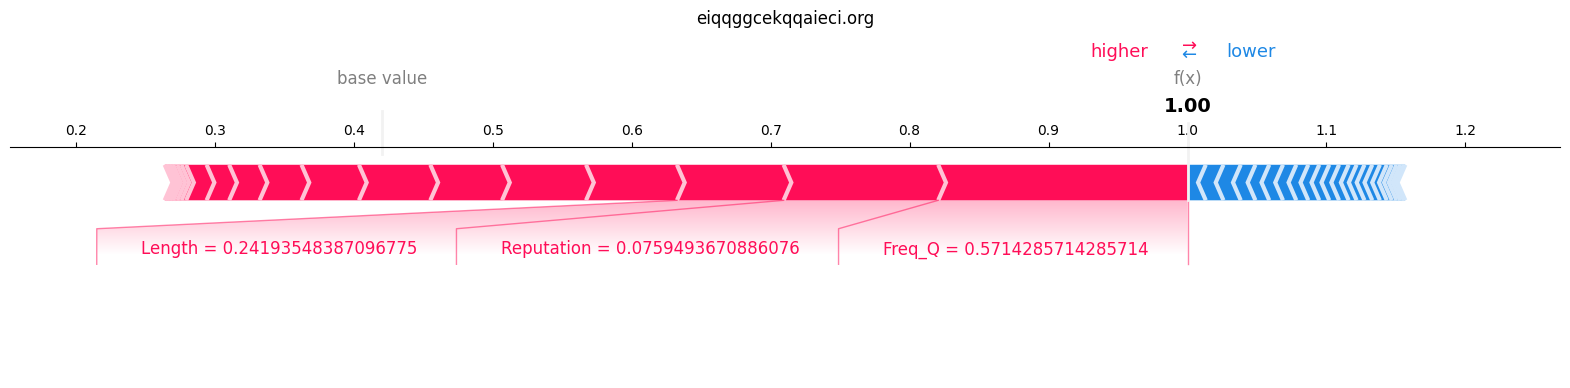 eiqqggcekqqaieci.org
higher → ← lower
base value f(x)
1.00
0.2 0.3 0.4 0.5 0.6 0.7 0.8 0.9 1.0 1.1 1.2
Length = 0.24193548387096775 Reputation = 0.0759493670886076 Freq_Q = 0.5714285714285714